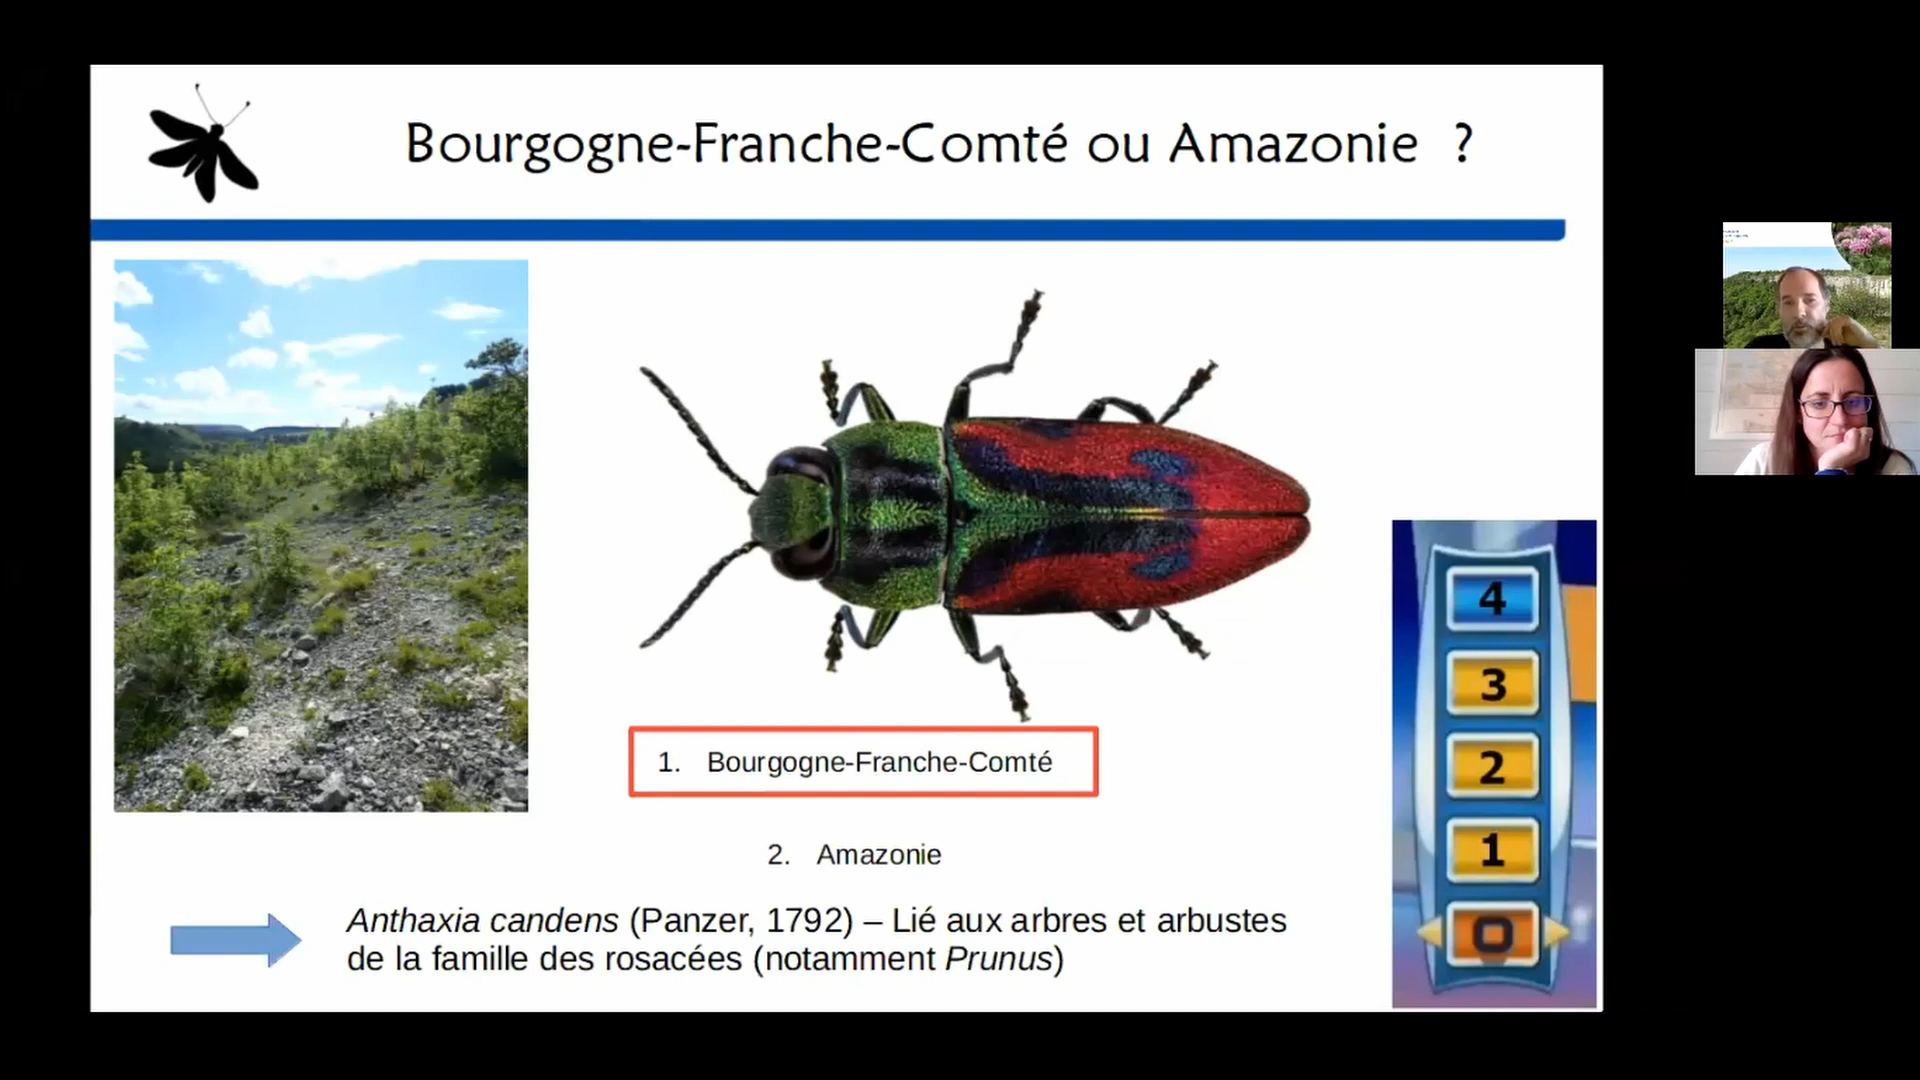 Bourgogne-Franche-Comté ou Amazonie ?
1. Bourgogne-Franche-Comté
2. Amazonie
Anthaxia candens (Panzer, 1792) – Lié aux arbres et arbustes
de la famille des rosacées (notamment Prunus)
4
3
2
1
0